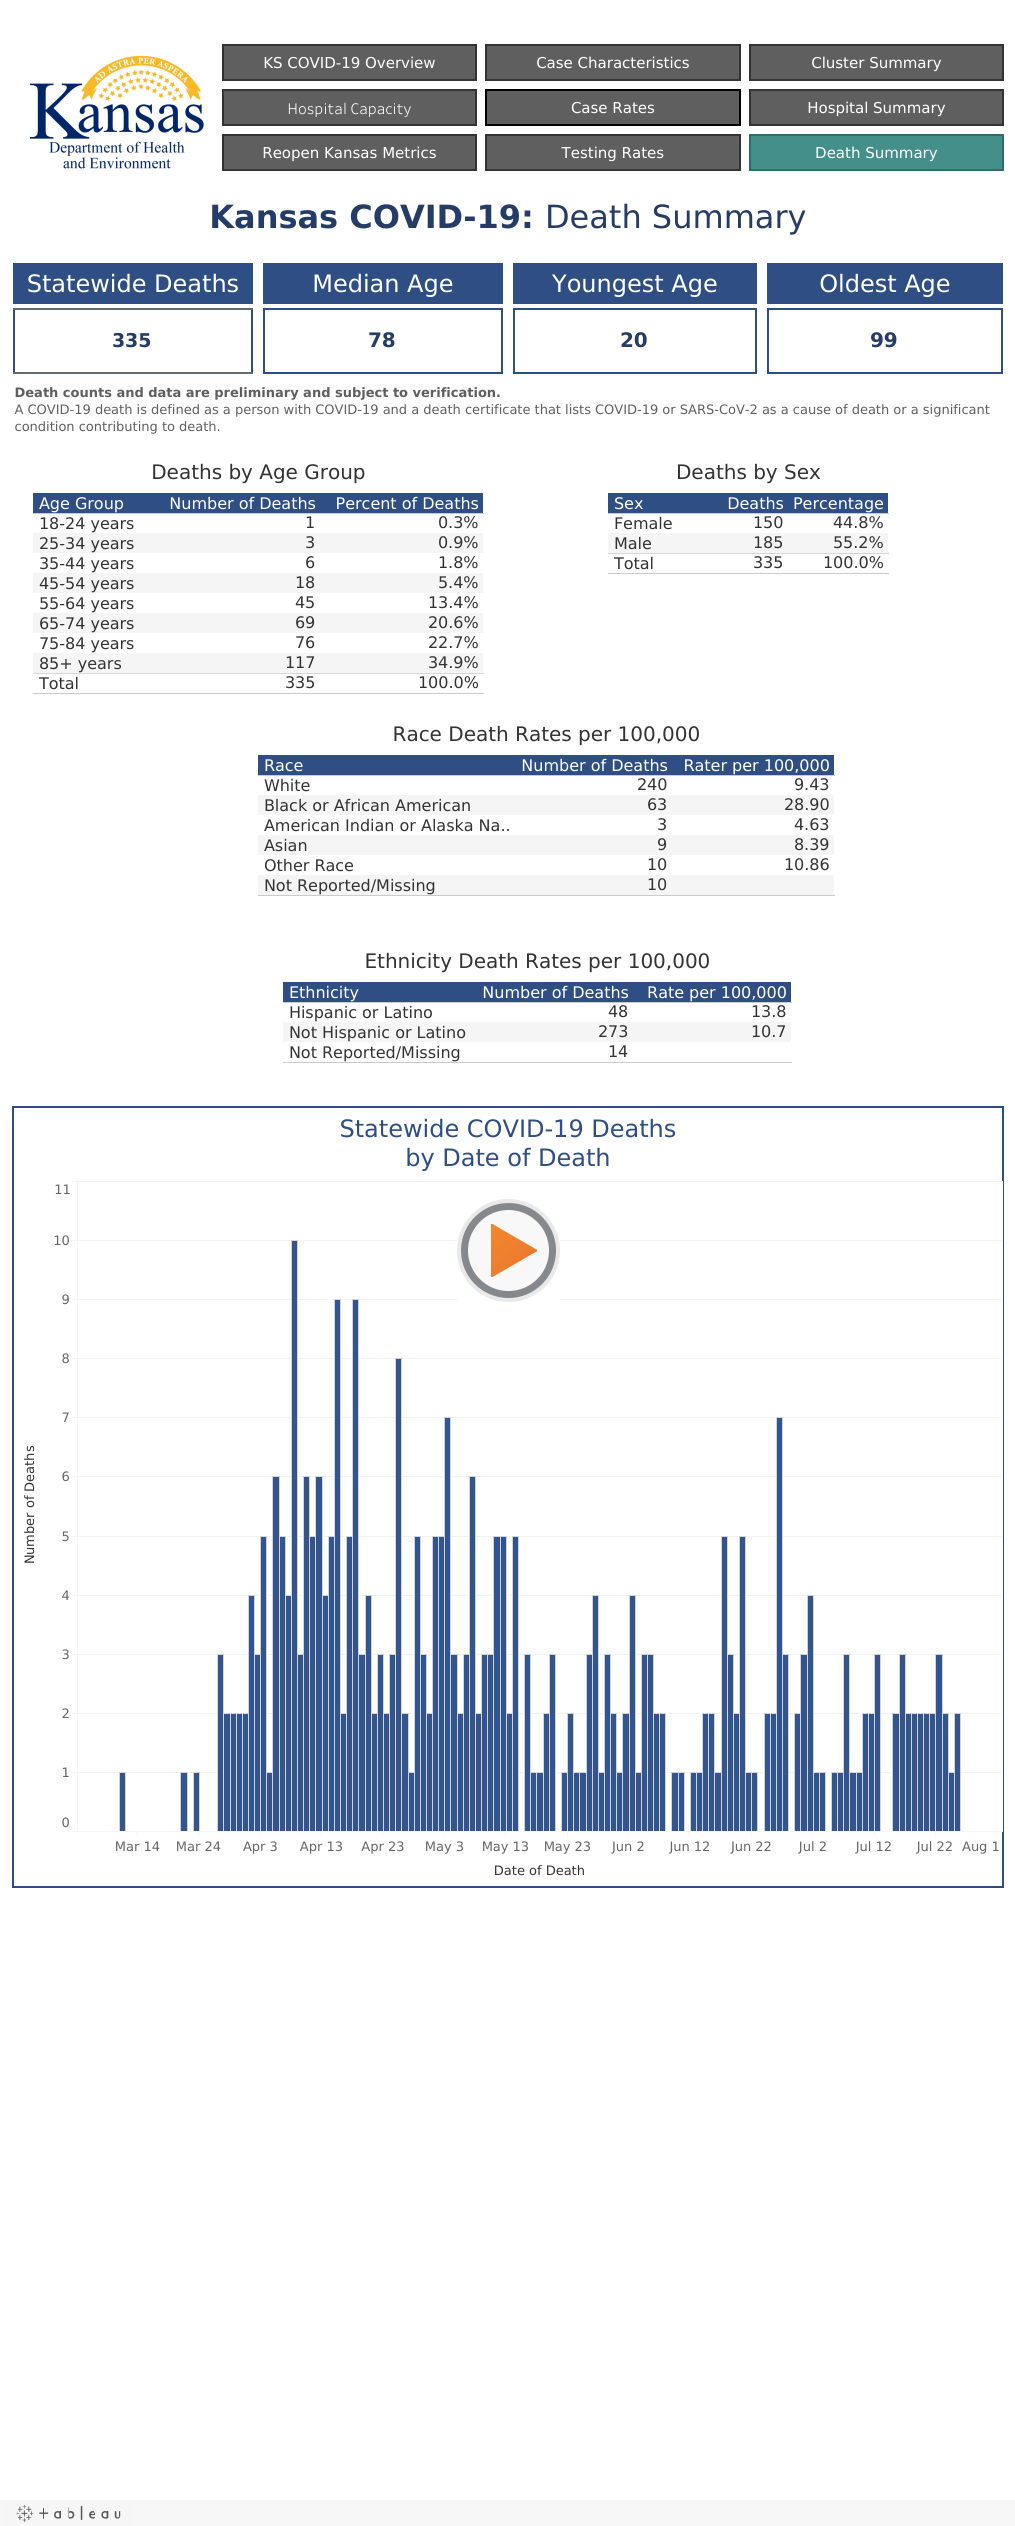 AD ASTRA PER ASPERA
Kansas
Department of Health
and Environment
KS COVID-19 Overview
Case Characteristics
Cluster Summary
Hospital Capacity
Case Rates
Hospital Summary
Reopen Kansas Metrics
Testing Rates
Death Summary
Kansas COVID-19: Death Summary
Statewide Deaths Median Age Youngest Age Oldest Age
335 78 20 99
Death counts and data are preliminary and subject to verification.
A COVID-19 death is defined as a person with COVID-19 and a death certificate that lists COVID-19 or SARS-CoV-2 as a cause of death or a significant
condition contributing to death.
Deaths by Age Group
Age Group Number of Deaths Percent of Deaths
18-24 years 1 0.3%
25-34 years 3 0.9%
35-44 years 6 1.8%
45-54 years 18 5.4%
55-64 years 45 13.4%
65-74 years 69 20.6%
75-84 years 76 22.7%
85+ years 117 34.9%
Total 335 100.0%
Deaths by Sex
Sex Deaths Percentage
Female 150 44.8%
Male 185 55.2%
Total 335 100.0%
Race Death Rates per 100,000
Race Number of Deaths Rater per 100,000
White 240 9.43
Black or African American 63 28.90
American Indian or Alaska Na.. 3 4.63
Asian 9 8.39
Other Race 10 10.86
Not Reported/Missing 10
Ethnicity Death Rates per 100,000
Ethnicity Number of Deaths Rate per 100,000
Hispanic or Latino 48 13.8
Not Hispanic or Latino 273 10.7
Not Reported/Missing 14
Statewide COVID-19 Deaths
by Date of Death
11
10
9
8
7
6
5
4
3
2
1
0
Number of Deaths
Mar 14 Mar 24 Apr 3 Apr 13 Apr 23 May 3 May 13 May 23 Jun 2 Jun 12 Jun 22 Jul 2 Jul 12 Jul 22 Aug 1
Date of Death
tableau